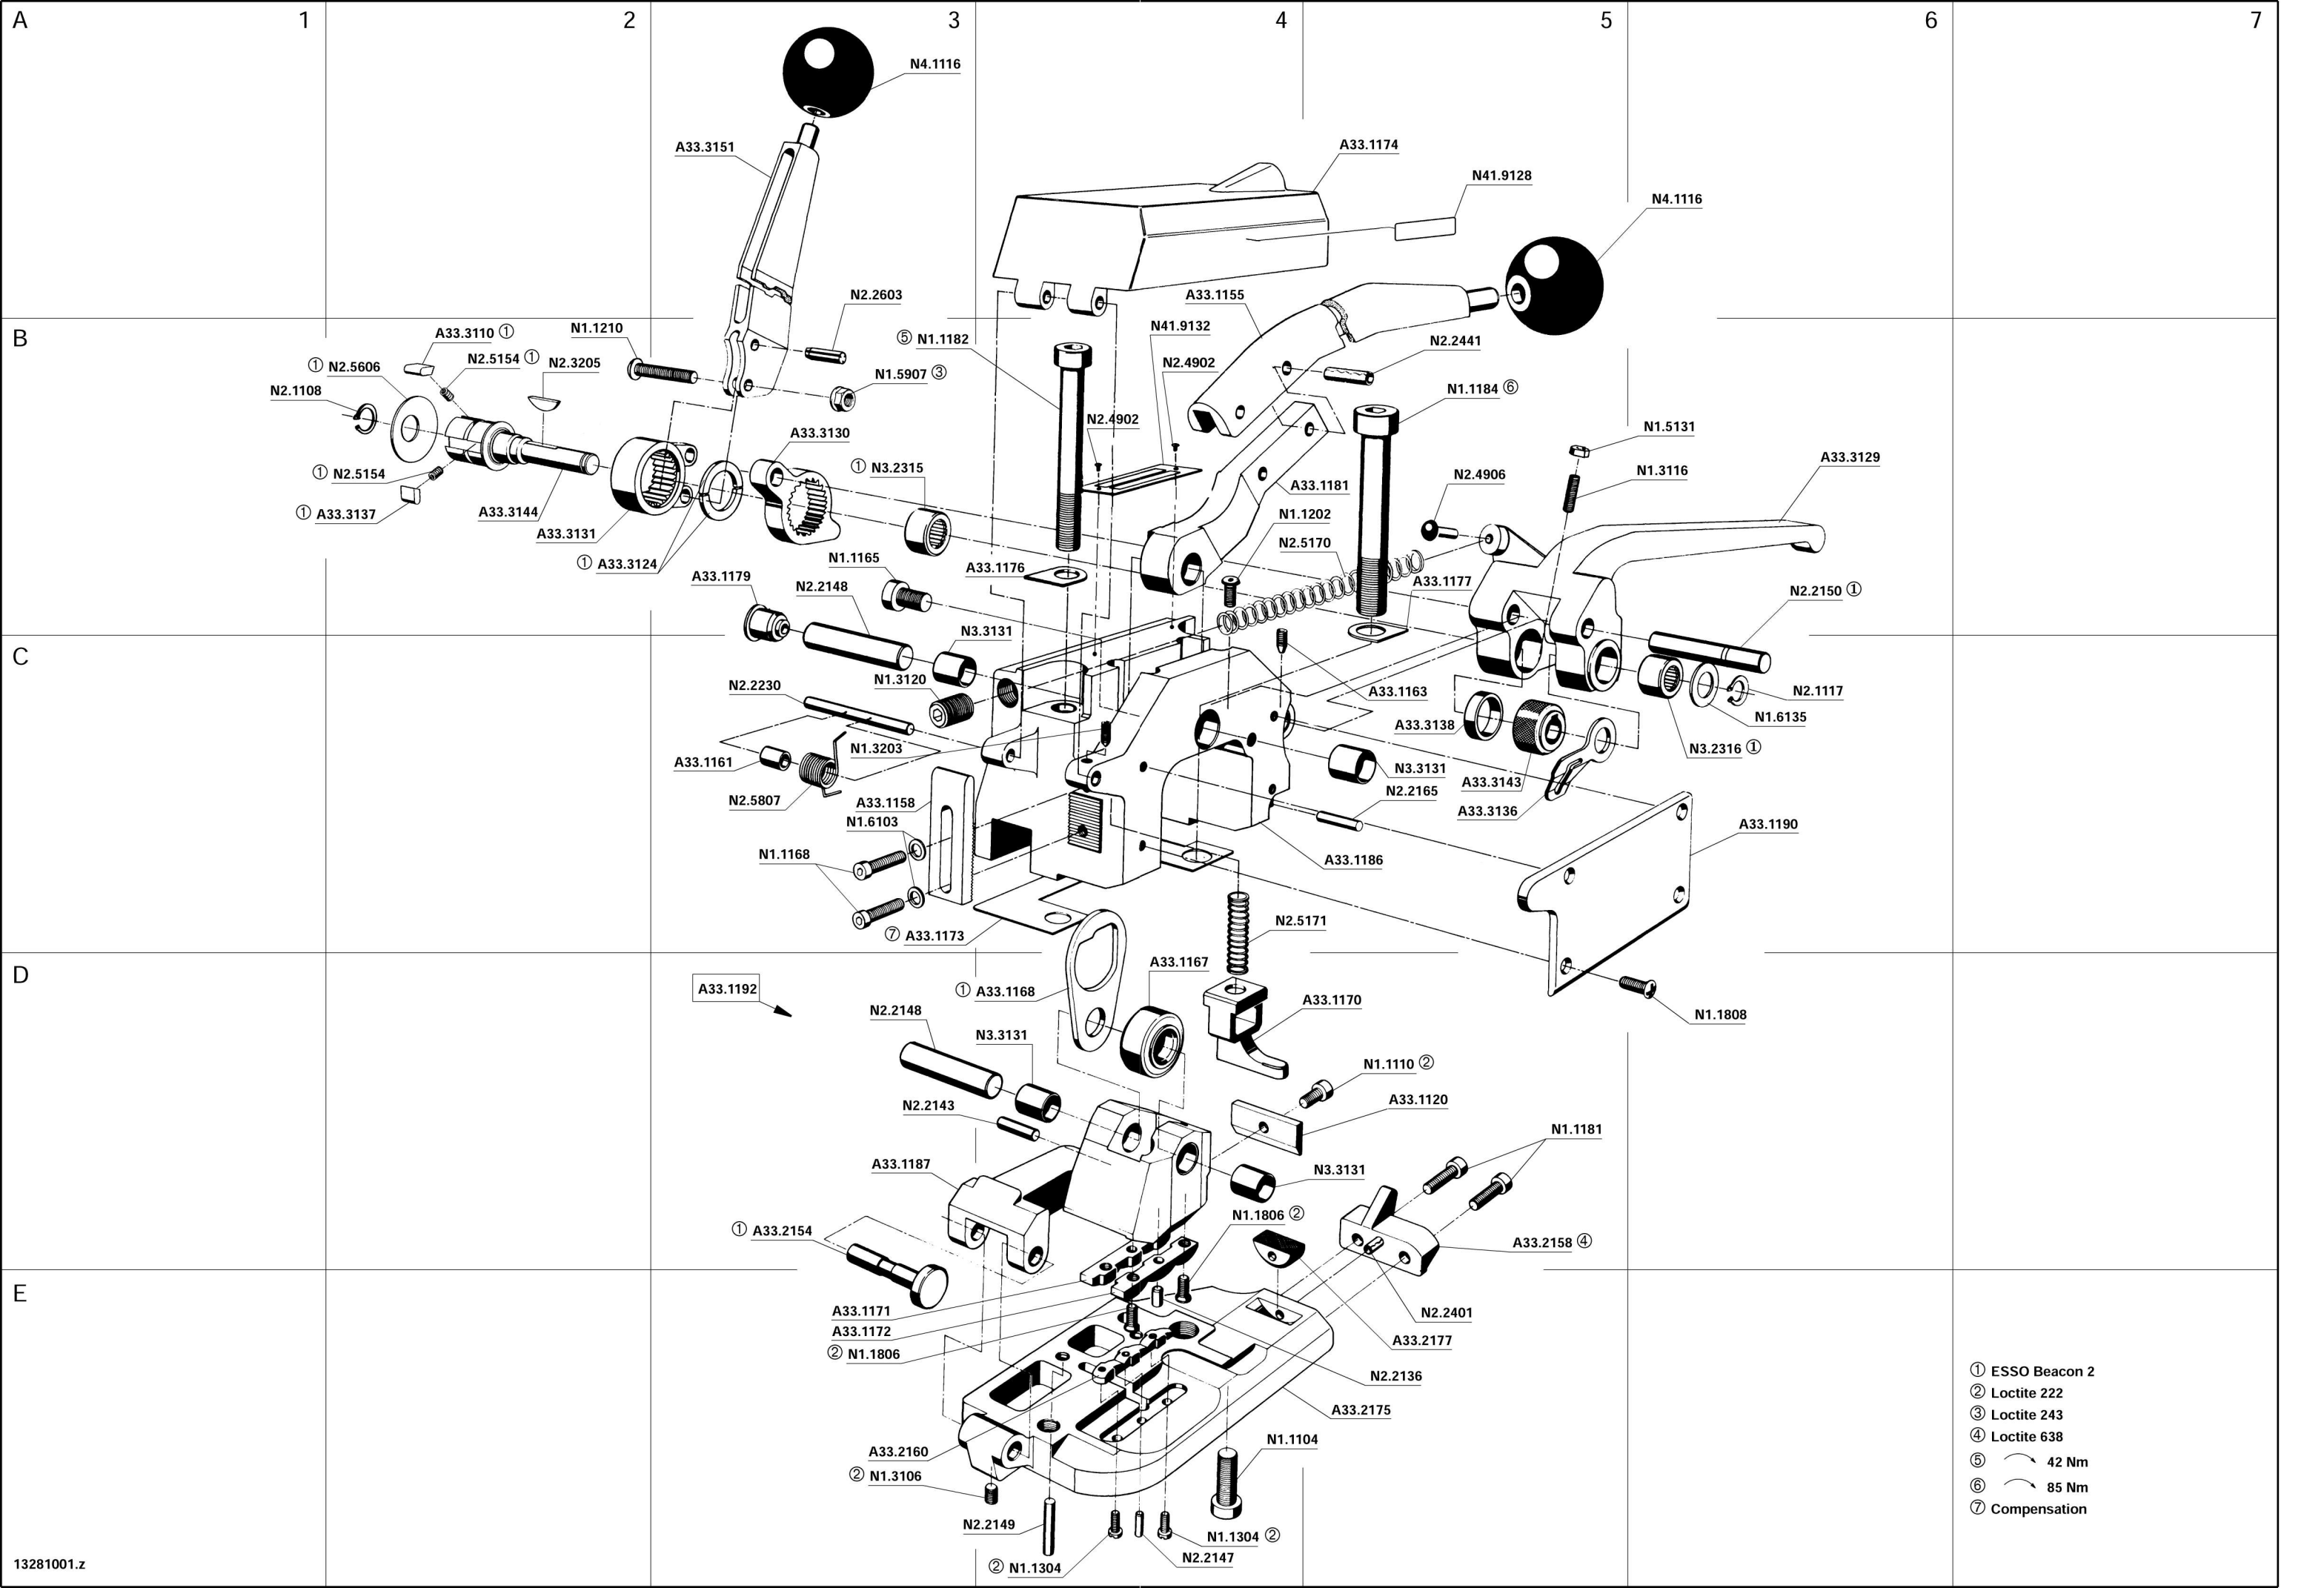 A 1 2 3 4 5 6 7
N4.1116
A33.3151
A33.1174
N41.9128
N4.1116
N2.2603
A33.1155
B
A33.3110 ①
N1.1210
⑤ N1.1182
N41.9132
N2.2441
① N2.5606
N2.5154 ①
N2.3205
N1.5907 ③
N2.4902
N2.1108
N1.1184 ⑥
N2.4902
N1.5131
A33.3130
① N3.2315
N2.4906
N1.3116
A33.3129
① N2.5154
A33.1181
① A33.3137
A33.3144
A33.3131
① A33.3124
N1.1202
N2.5170
N1.1165
A33.1176
A33.1179
N2.2148
A33.1177
N2.2150 ①
C
N3.3131
N1.3120
N2.2230
A33.1163
N2.1117
A33.3138
N1.6135
N1.3203
N3.2316 ①
A33.1161
N3.3131
A33.3143
N2.5807
A33.1158
N2.2165
A33.3136
N1.6103
A33.1190
N1.1168
A33.1186
⑦ A33.1173
N2.5171
D
A33.1192
A33.1167
① A33.1168
A33.1170
N2.2148
N1.1808
N3.3131
N1.1110 ②
N2.2143
A33.1120
N1.1181
A33.1187
N3.3131
① A33.2154
N1.1806 ②
A33.2158 ④
E
A33.1171
N2.2401
A33.1172
A33.2177
② N1.1806
N2.2136
A33.2175
A33.2160
N1.1104
② N1.3106
N2.2149
N1.1304 ②
N2.2147
② N1.1304
① ESSO Beacon 2
② Loctite 222
③ Loctite 243
④ Loctite 638
⑤ 42 Nm
⑥ 85 Nm
⑦ Compensation
13281001.z